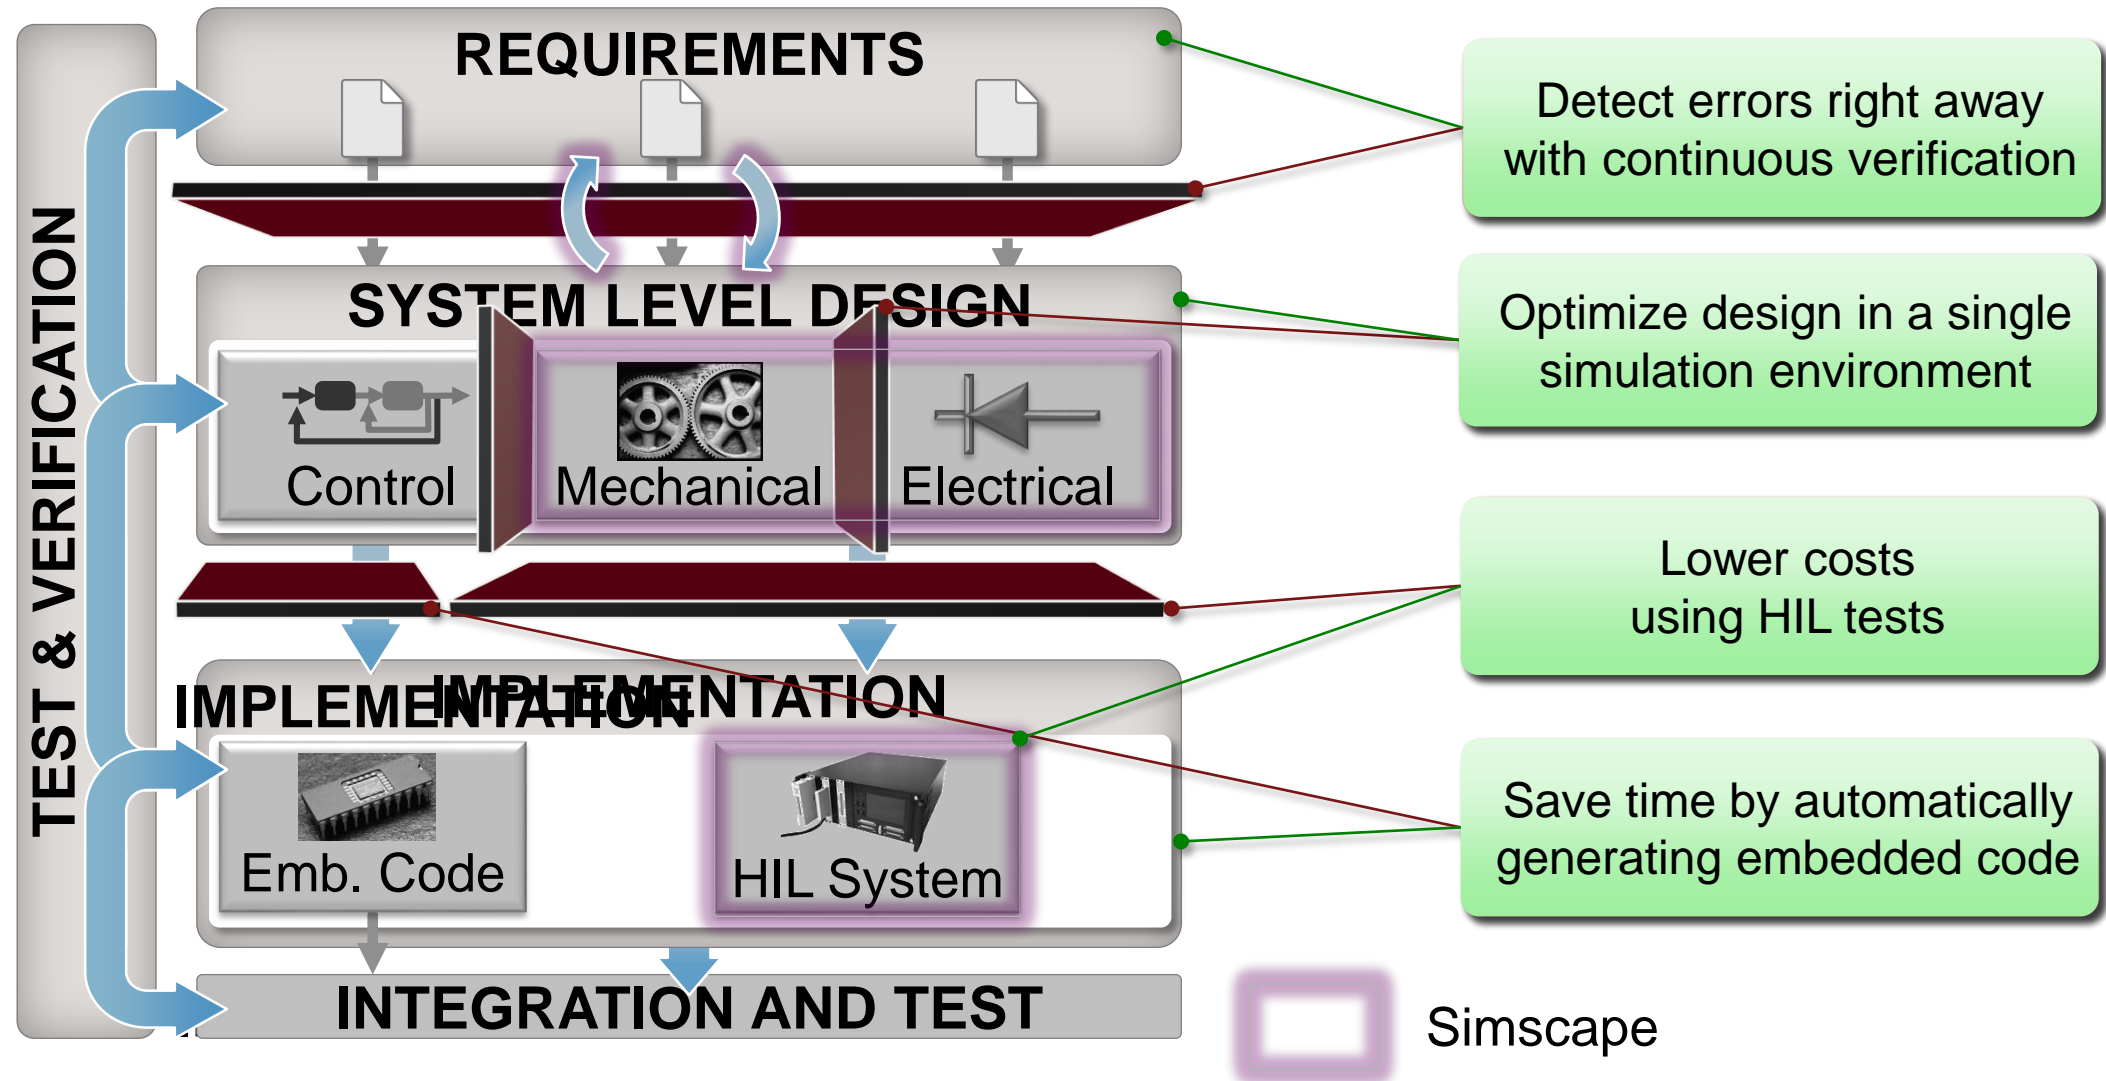 REQUIREMENTS
Detect errors right away
with continuous verification
TEST & VERIFICATION
SYSTEM LEVEL DESIGN
Optimize design in a single
simulation environment
Control
Mechanical
Electrical
Lower costs
using HIL tests
IMPLEMENTATION
IMPLEMENTATION
Emb. Code
HIL System
Save time by automatically
generating embedded code
INTEGRATION AND TEST
Simscape